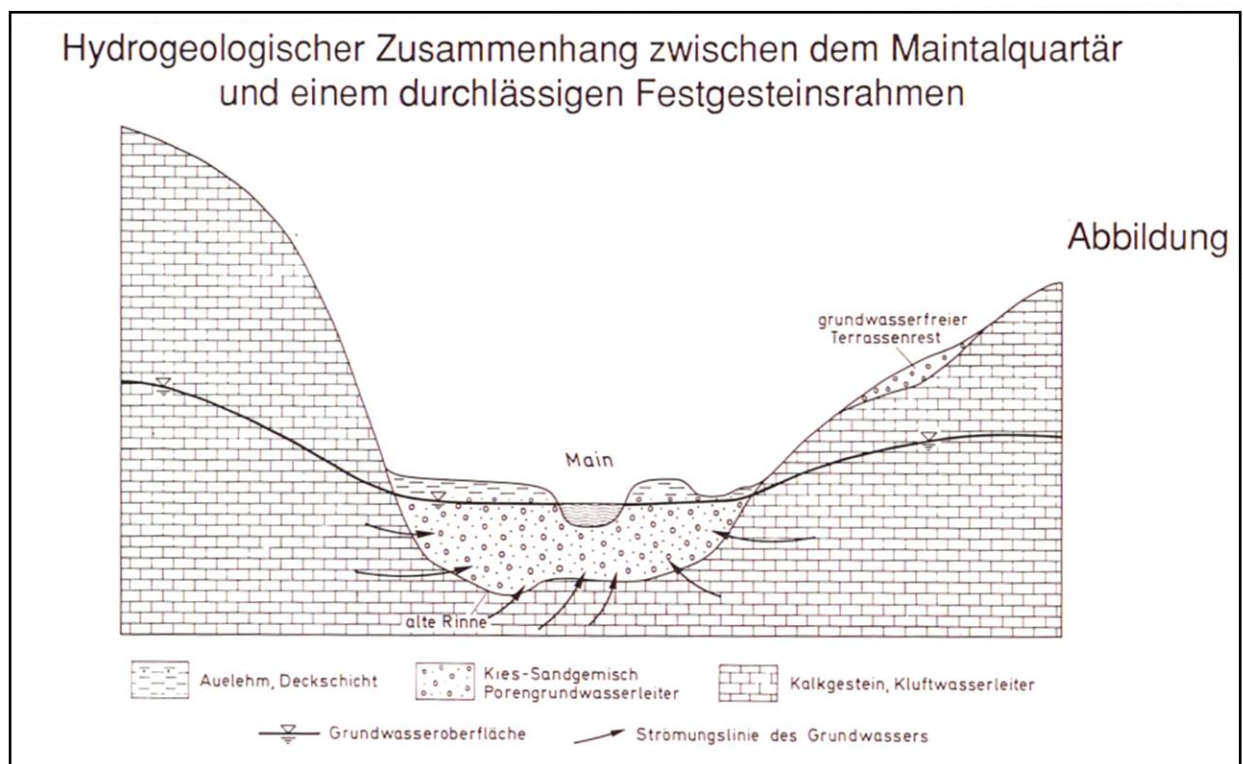 Hydrogeologischer Zusammenhang zwischen dem Maintalquartär
und einem durchlässigen Festgesteinsrahmen
Abbildung
grundwasserfreier
Terrassenrest
Main
alte Rinne
Auelehm, Deckschicht
Kies-Sandgemisch
Porengrundwasserleiter
Kalkgestein, Kluftwasserleiter
Grundwasseroberfläche
Strömungslinie des Grundwassers